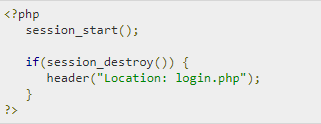 <?php
   session_start();

   if(session_destroy()) {
      header("Location: login.php");
   }
?>